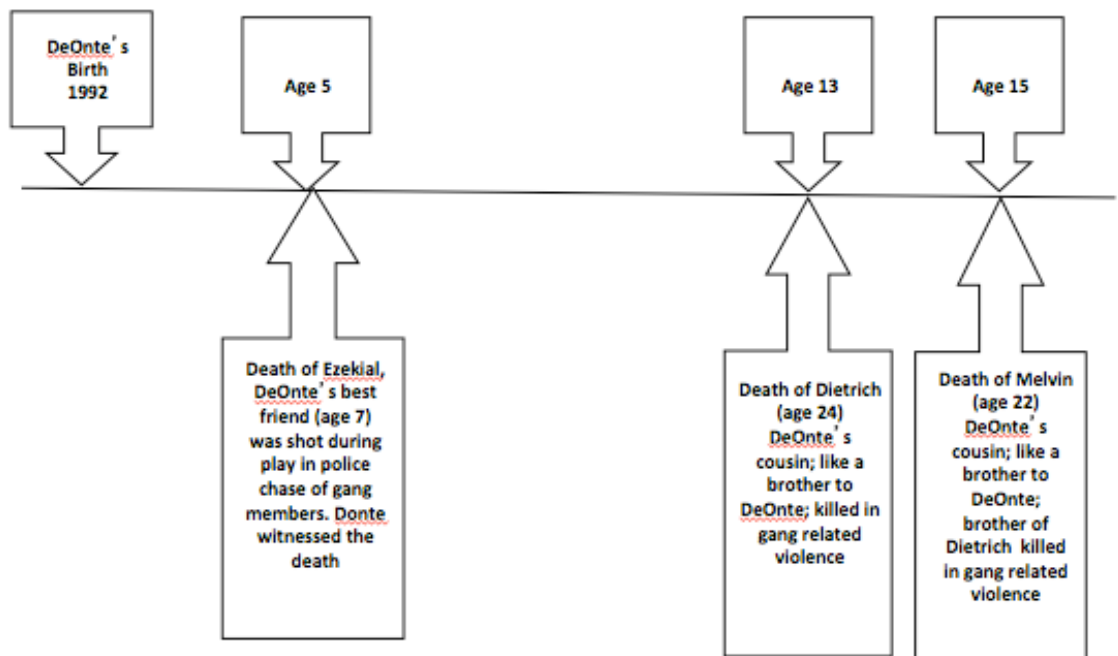 DeOnte's
Birth
1992
Age 5
Age 13
Age 15
Death of Ezekial,
DeOnte's best
friend (age 7)
was shot during
play in police
chase of gang
members. Donte
witnessed the
death
Death of Dietrich
(age 24)
DeOnte's
cousin; like a
brother to
DeOnte; killed in
gang related
violence
Death of Melvin
(age 22)
DeOnte's
cousin; like a
brother to
DeOnte;
brother of
Dietrich killed
in gang related
violence